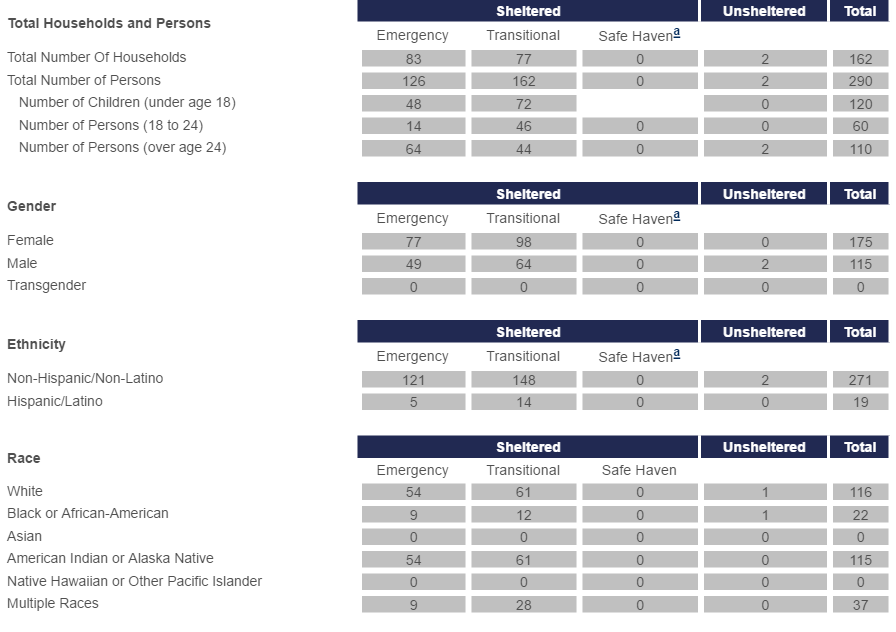 Total Households and Persons Sheltered Unsheltered Total
Emergency Transitional Safe Haven a
Total Number Of Households 83 77 0 2 162
Total Number of Persons 126 162 0 2 290
Number of Children (under age 18) 48 72 0 120
Number of Persons (18 to 24) 14 46 0 0 60
Number of Persons (over age 24) 64 44 0 2 110
Gender Sheltered Unsheltered Total
Emergency Transitional Safe Haven a
Female 77 98 0 0 175
Male 49 64 0 2 115
Transgender 0 0 0 0 0
Ethnicity Sheltered Unsheltered Total
Emergency Transitional Safe Haven a
Non-Hispanic/Non-Latino 121 148 0 2 271
Hispanic/Latino 5 14 0 0 19
Race Sheltered Unsheltered Total
Emergency Transitional Safe Haven
White 54 61 0 1 116
Black or African-American 9 12 0 1 22
Asian 0 0 0 0 0
American Indian or Alaska Native 54 61 0 0 115
Native Hawaiian or Other Pacific Islander 0 0 0 0 0
Multiple Races 9 28 0 0 37